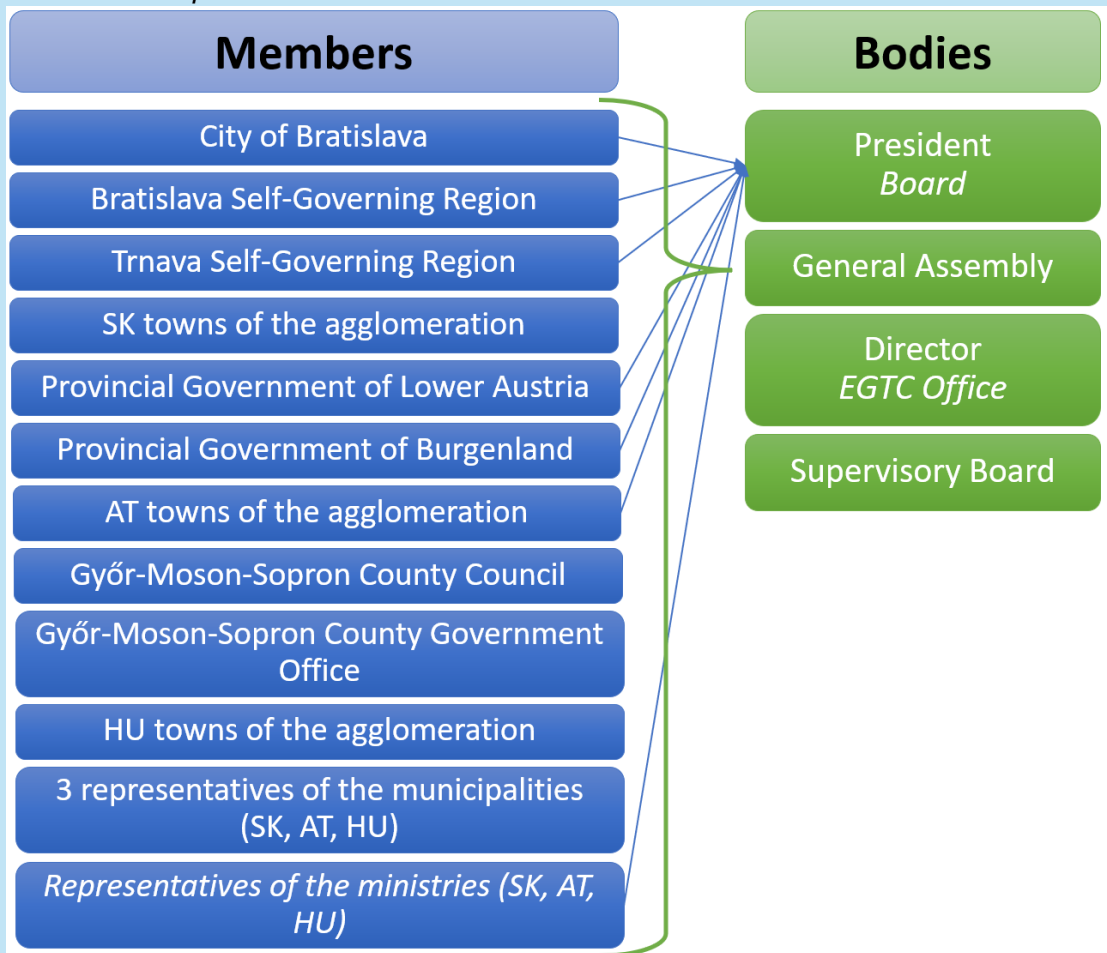 Members
City of Bratislava
Bratislava Self-Governing Region
Trnava Self-Governing Region
SK towns of the agglomeration
Provincial Government of Lower Austria
Provincial Government of Burgenland
AT towns of the agglomeration
Győr-Moson-Sopron County Council
Győr-Moson-Sopron County Government
Office
HU towns of the agglomeration
3 representatives of the municipalities
(SK, AT, HU)
Representatives of the ministries (SK, AT,
HU)
Bodies
President
Board
General Assembly
Director
EGTC Office
Supervisory Board